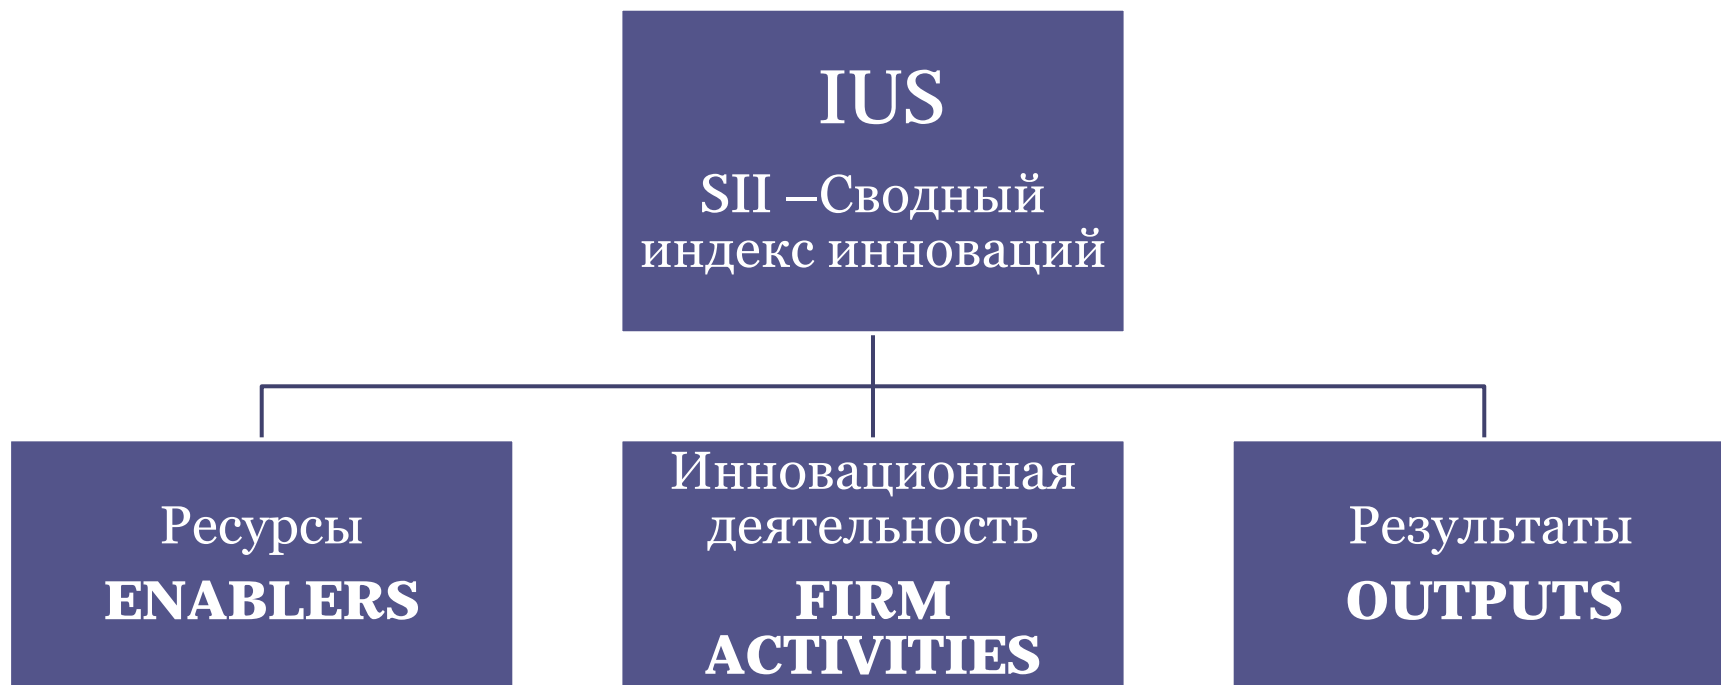 IUS
SII –Сводный
индекс инноваций
Ресурсы
ENABLERS
Инновационная
деятельность
FIRM
ACTIVITIES
Результаты
OUTPUTS